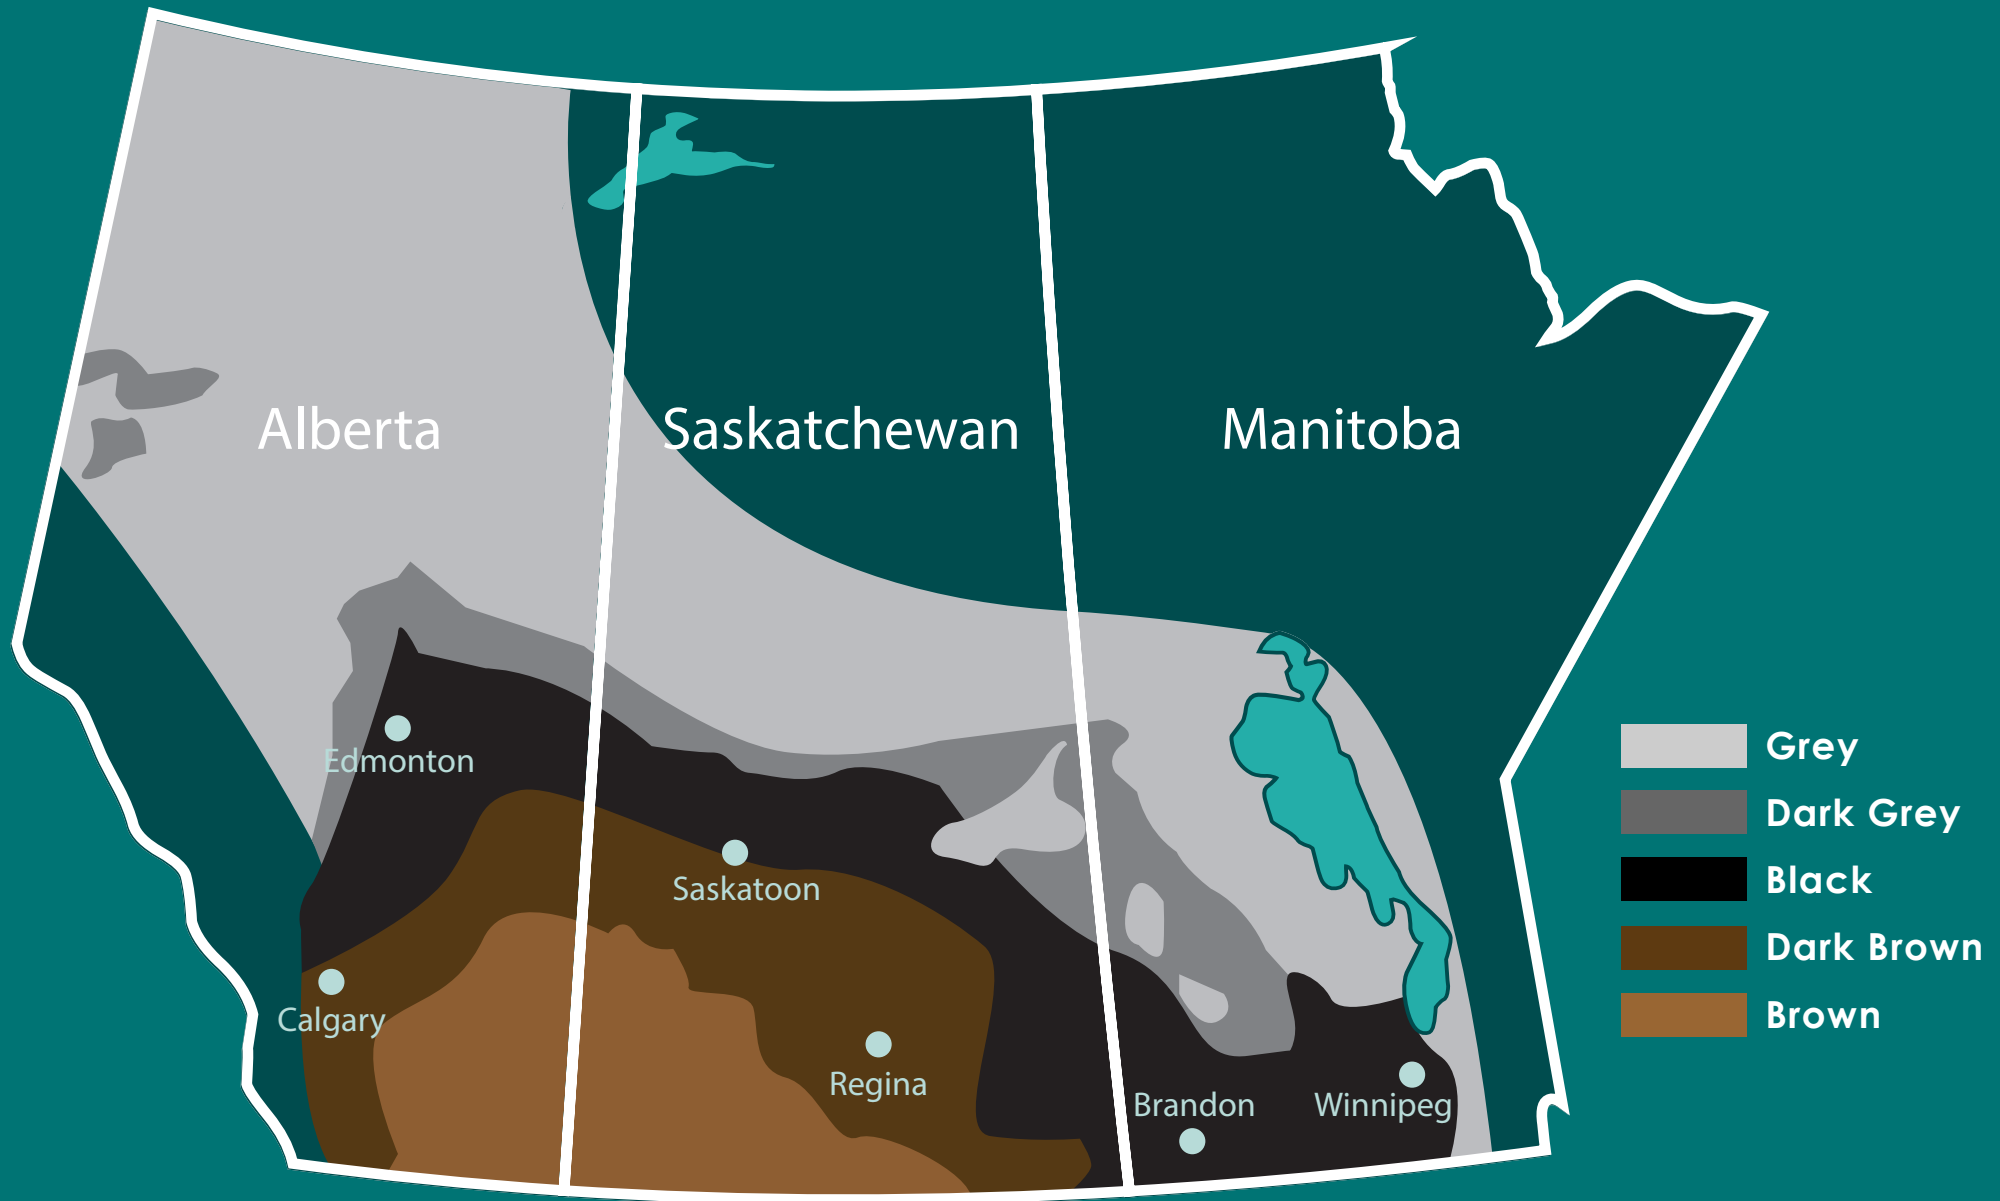 Alberta
Saskatchewan
Manitoba
Edmonton
Saskatoon
Calgary
Regina
Brandon
Winnipeg
Grey
Dark Grey
Black
Dark Brown
Brown